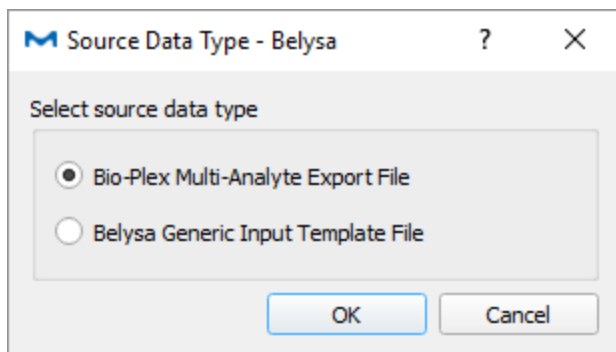 Source Data Type - Belysa
?
Select source data type
Bio-Plex Multi-Analyte Export File
Belysa Generic Input Template File
OK
Cancel